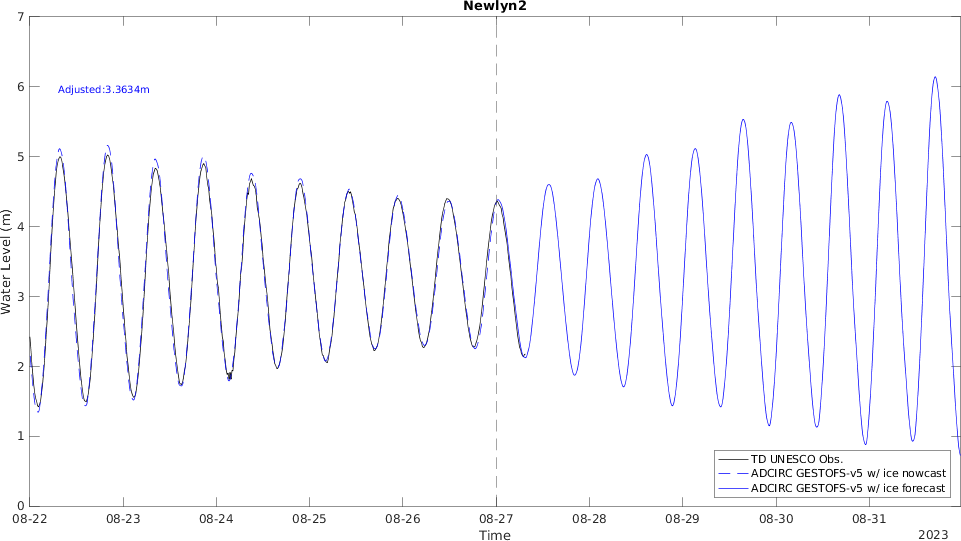 Newlyn2
7
6
5
4
3
2
1
0
Water Level (m)
Adjusted:3.3634m
TD UNESCO Obs.
ADCIRC GESTOFS-v5 w/ ice nowcast
ADCIRC GESTOFS-v5 w/ ice forecast
08-22 08-23 08-24 08-25 08-26 08-27 08-28 08-29 08-30 08-31
Time
2023